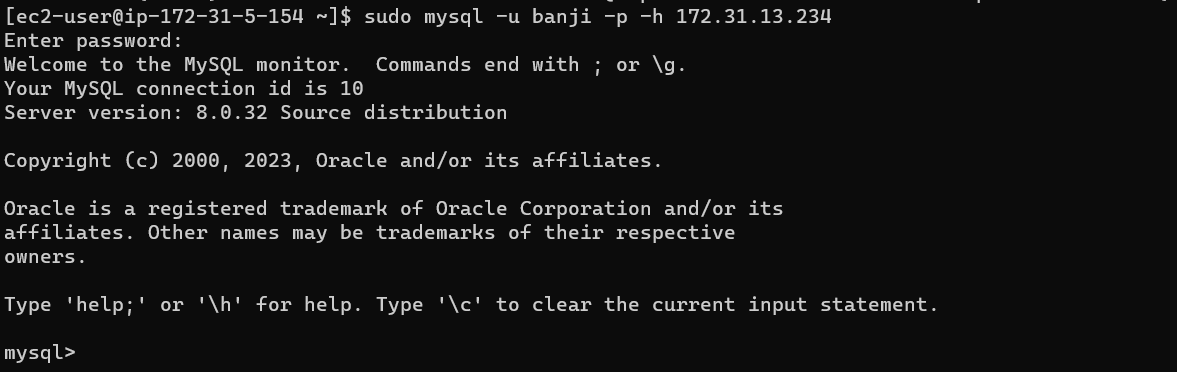 [ec2-user@ip-172-31-5-154 ~]$ sudo mysql -u banji -p -h 172.31.13.234
Enter password:
Welcome to the MySQL monitor.  Commands end with ; or \g.
Your MySQL connection id is 10
Server version: 8.0.32 Source distribution
Copyright (c) 2000, 2023, Oracle and/or its affiliates.
Oracle is a registered trademark of Oracle Corporation and/or its
affiliates. Other names may be trademarks of their respective
owners.
Type 'help;' or '\h' for help. Type '\c' to clear the current input statement.
mysql>